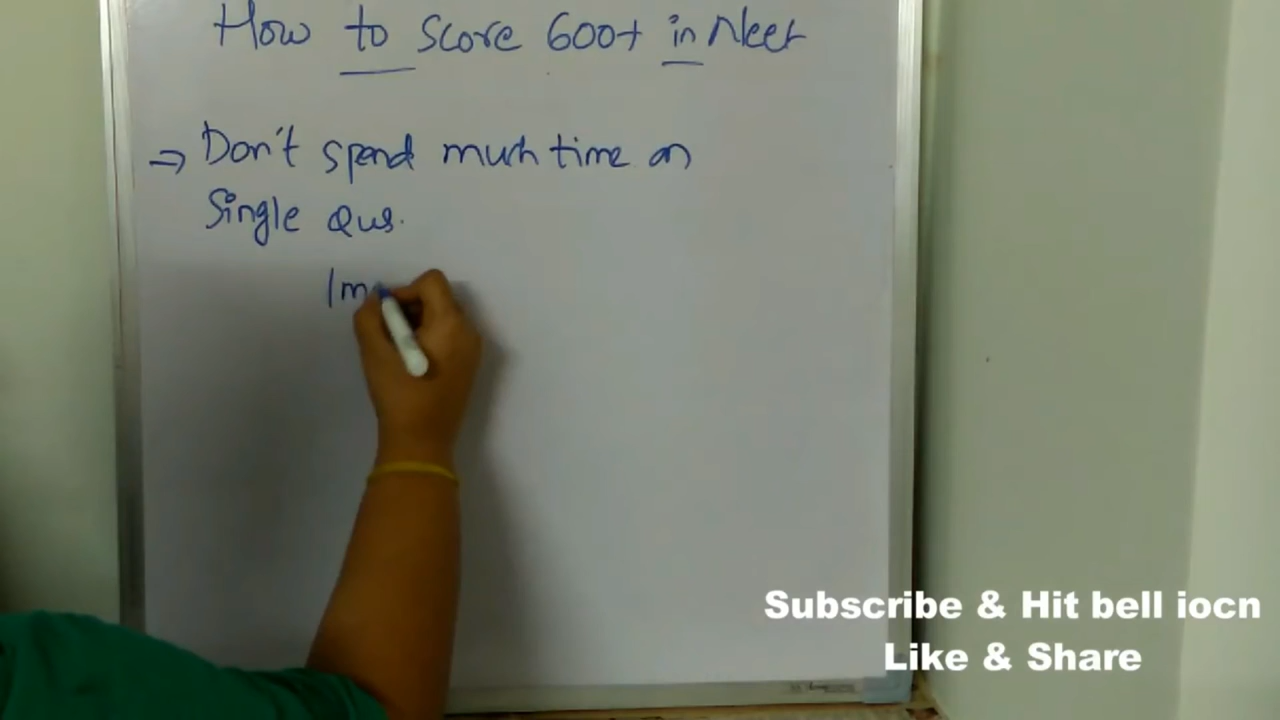 How to score 600+ in Neet
⇒ Don't spend much time on
Single Qus.
1m
Subscribe & Hit bell iocn
Like & Share